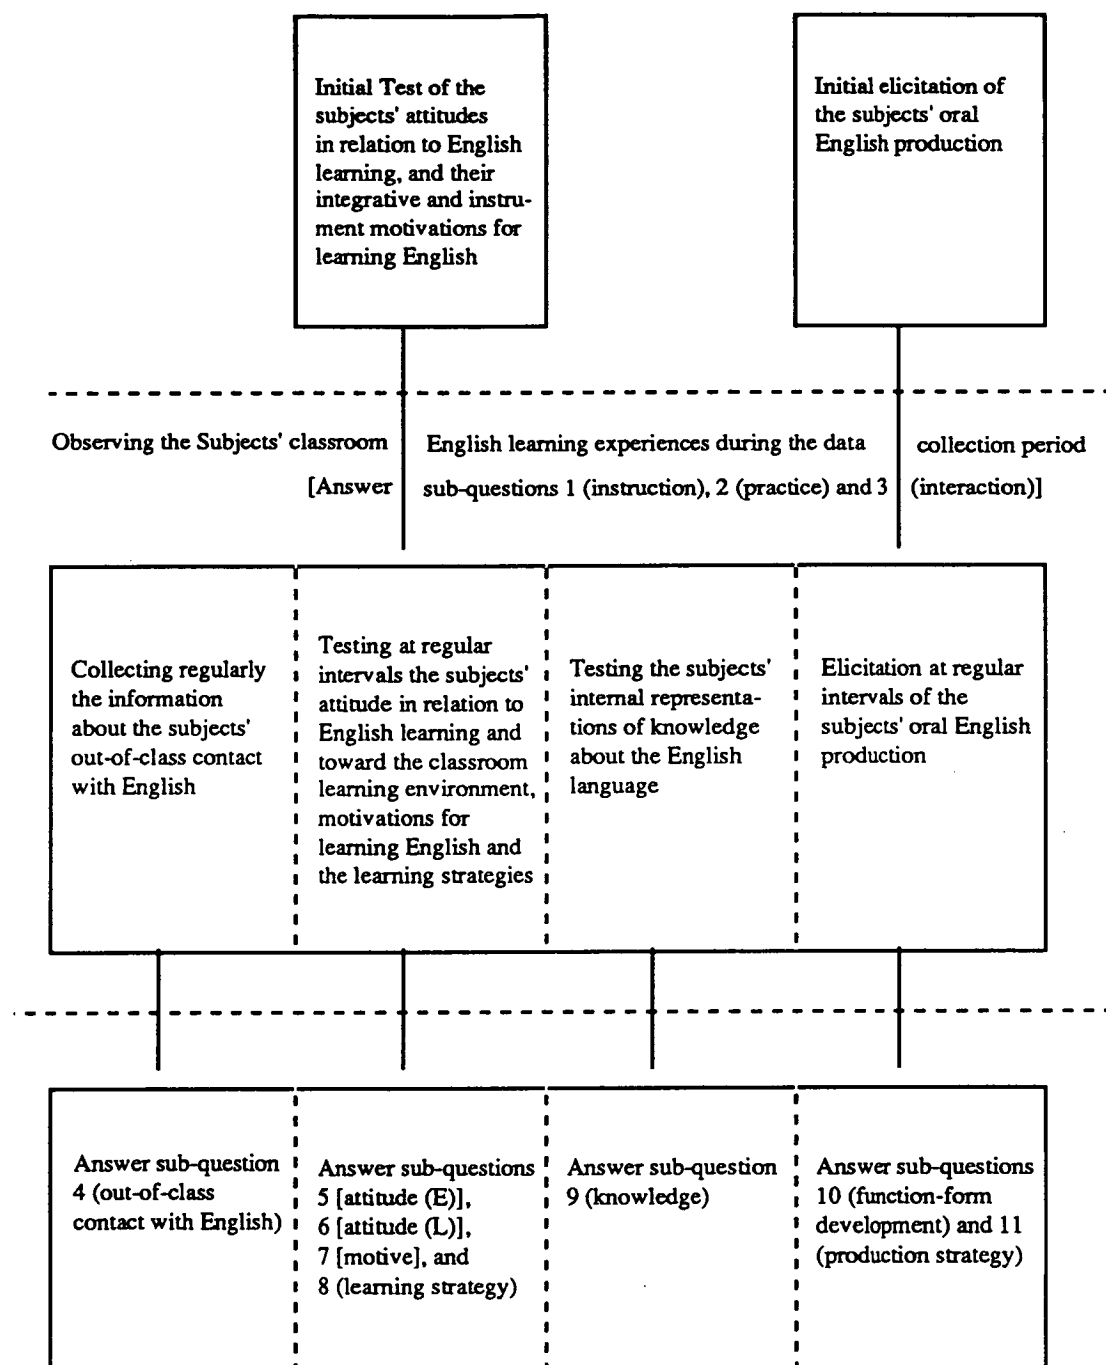 Initial Test of the
subjects' attitudes
in relation to English
learning, and their
integrative and instru-
ment motivations for
learning English
Initial elicitation of
the subjects' oral
English production
Observing the Subjects' classroom English learning experiences during the data collection period
[Answer sub-questions 1 (instruction), 2 (practice) and 3 (interaction)]
Collecting regularly
the information
about the subjects'
out-of-class contact
with English
Testing at regular
intervals the subjects'
attitude in relation to
English learning and
toward the classroom
learning environment,
motivations for
learning English and
the learning strategies
Testing the subjects'
internal representa-
tions of knowledge
about the English
language
Elicitation at regular
intervals of the
subjects' oral English
production
Answer sub-question
4 (out-of-class
contact with English)
Answer sub-questions
5 [attitude (E)],
6 [attitude (L)],
7 [motive], and
8 (learning strategy)
Answer sub-question
9 (knowledge)
Answer sub-questions
10 (function-form
development) and 11
(production strategy)